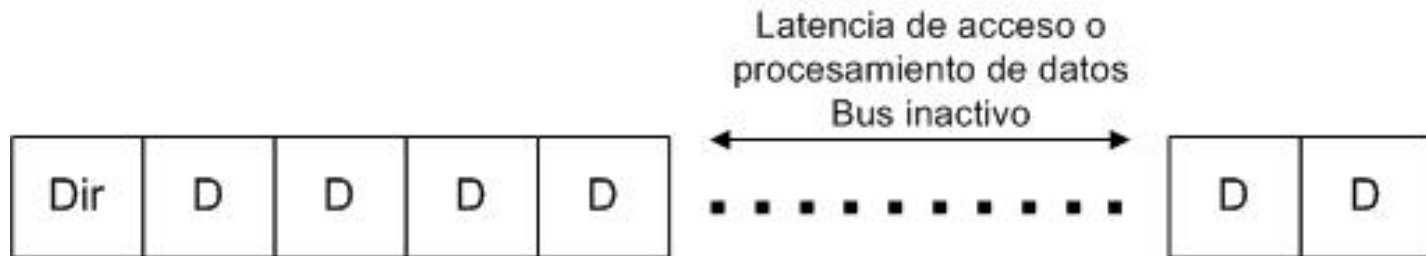 Latencia de acceso o
procesamiento de datos
Bus inactivo
Dir D D D D D D